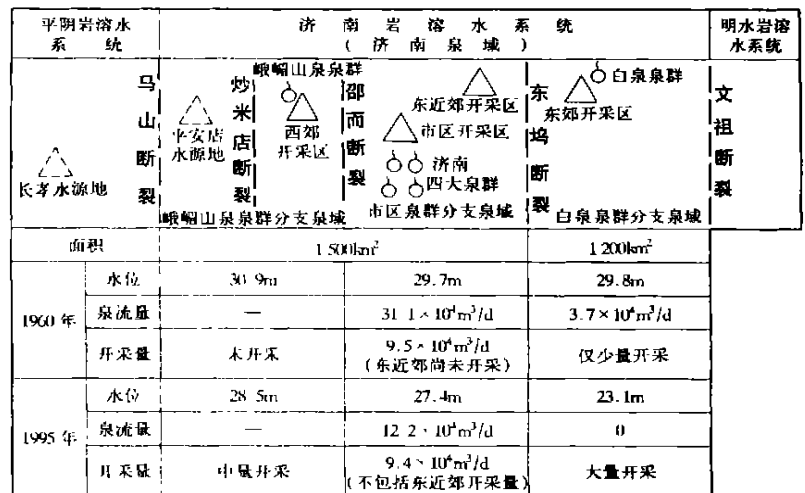 平阴岩溶水
系 统
济 南 岩 溶 水 系 统
( 济 南 泉 域 )
明水岩溶
水系统
马山断裂
长孝水源地
炒米店断裂
平安店
水源地
峨嵋山泉群
西郊
开采区
峨嵋山泉泉群分支泉域
邵而断裂
东近郊开采区
市区开采区
济南
四大泉群
市区泉群分支泉域
东坞断裂
白泉泉群
东郊开采区
白泉泉群分支泉域
文祖断裂
面积 1 500km² 1 200km²
1960 年
水位 30.9m 29.7m 29.8m
泉流量 — 31.1×10⁴m³/d 3.7×10⁴m³/d
开采量 未开采 9.5×10⁴m³/d
(东近郊尚未开采) 仅少量开采
1995 年
水位 28.5m 27.4m 23.1m
泉流量 — 12.2×10⁴m³/d 0
开采量 中量开采 9.4×10⁴m³/d
(不包括东近郊开采量) 大量开采